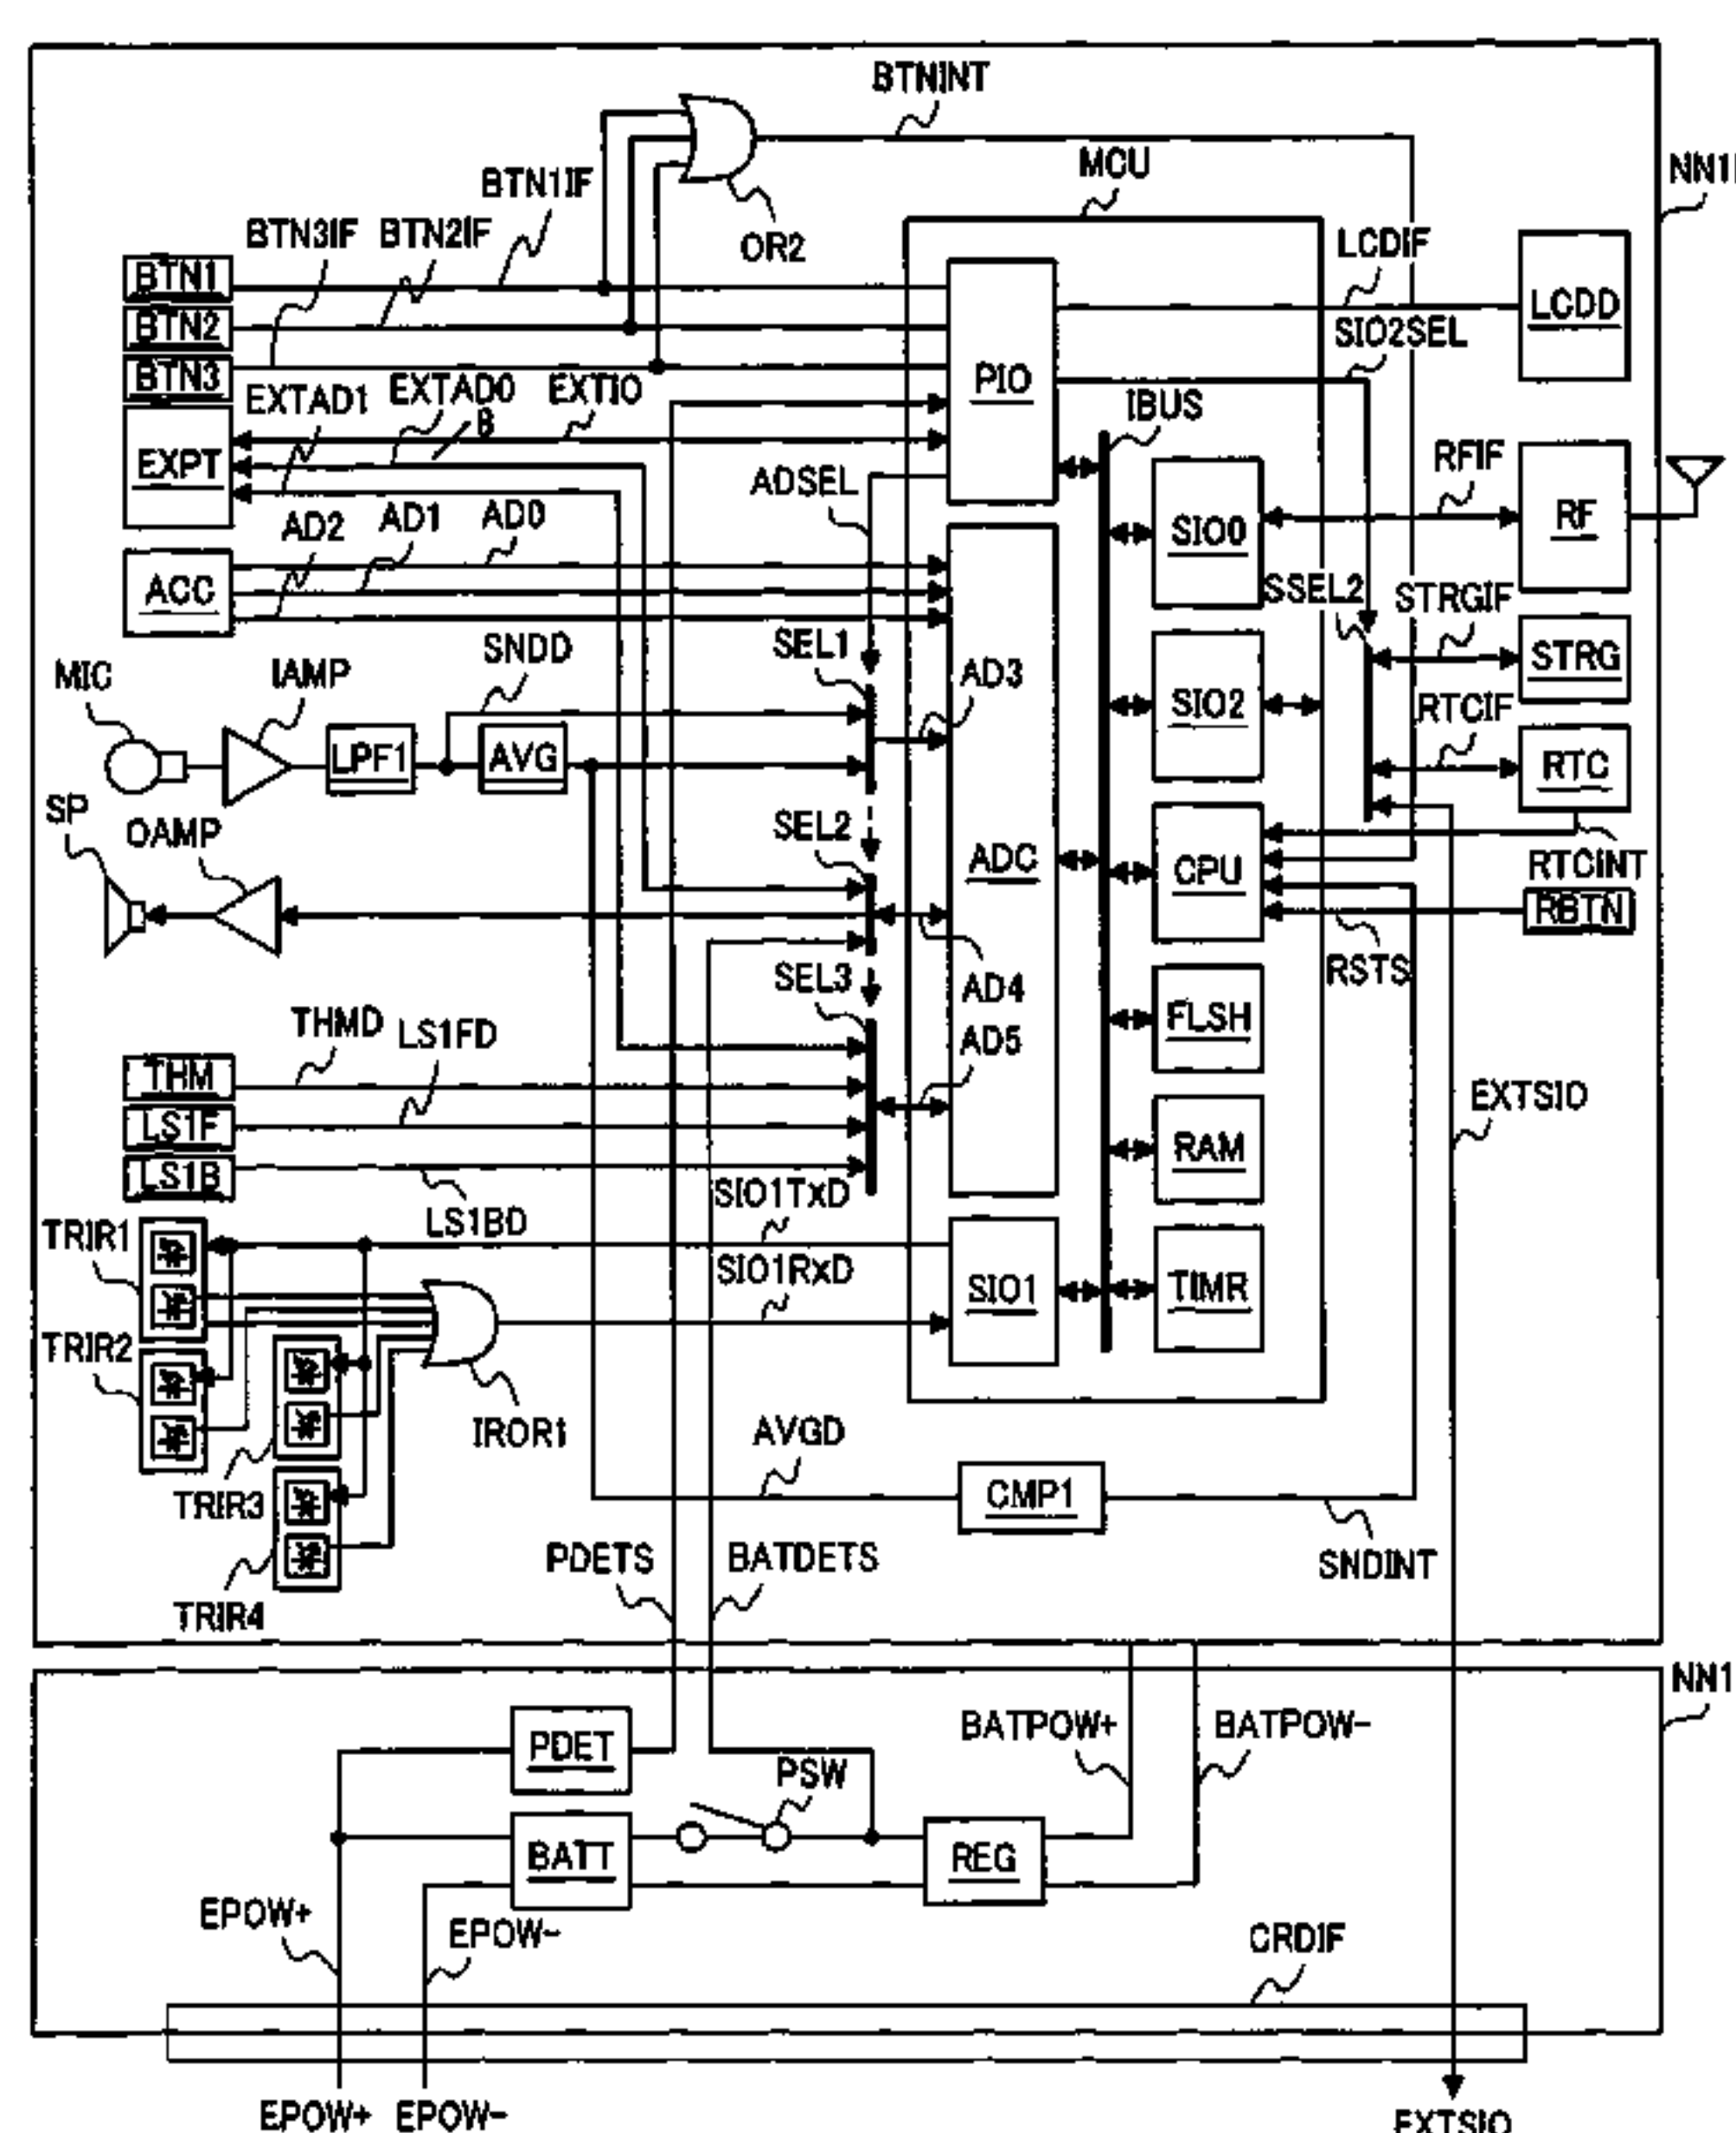 BTNINT
MCU
BTN1IF
BTN3IF BTN2IF
OR2
LCDIF
BTN1
BTN2
BTN3
LCDD
SIO2SEL
PIO
EXTAD1 EXTAD0 EXTIO
8
IBUS
EXPT
ADSEL
RFIF
AD2 AD1 AD0
SIO0
RF
ACC
SSEL2 STRGIF
SNDD
SEL1
STRG
MIC IAMP
AD3
SIO2
RTCIF
LPF1
AVG
RTC
SP
OAMP
SEL2
ADC
CPU
RTCINT
RBTN
SEL3
AD4
RSTS
THMD LS1FD
FLSH
AD5
THM
LS1F
LS1B
EXTSIO
RAM
SIO1TxD
LS1BD
TRIR1
SIO1RxD
SIO1
TIMR
TRIR2
IROR1
AVGD
TRIR3
CMP1
PDETS BATDETS
SNDINT
TRIR4
NN1
BATPOW+ BATPOW-
PDET
PSW
BATT
REG
EPOW+
EPOW-
CRDIF
EPOW+ EPOW-
EXTSIO